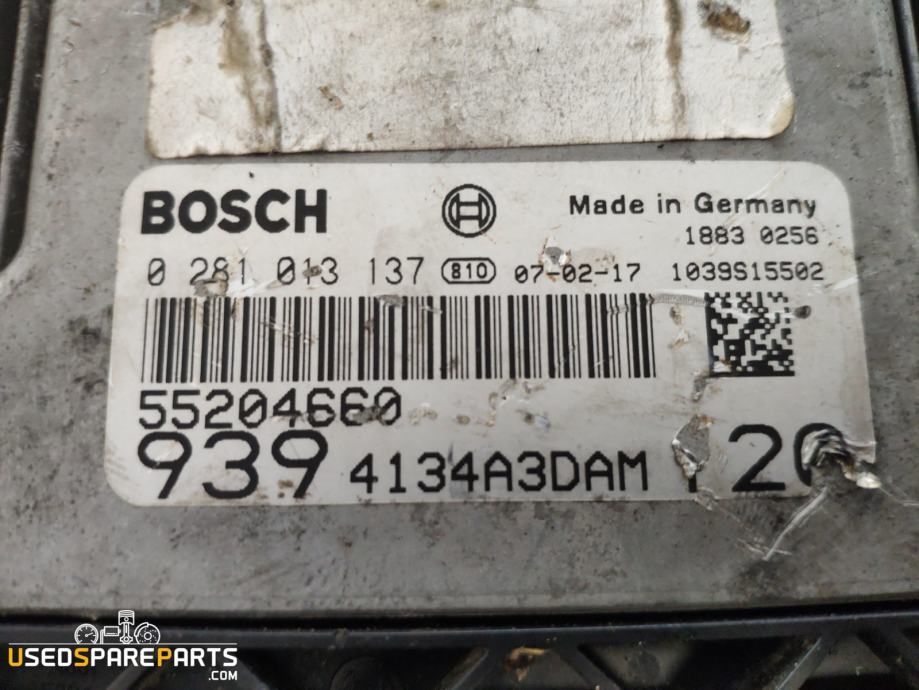 BOSCH Made in Germany
1883 0256
0 281 013 137 810 07-02-17 1039S15502
55204660
939 4134A3DAM
USEDSPAREPARTS
.COM